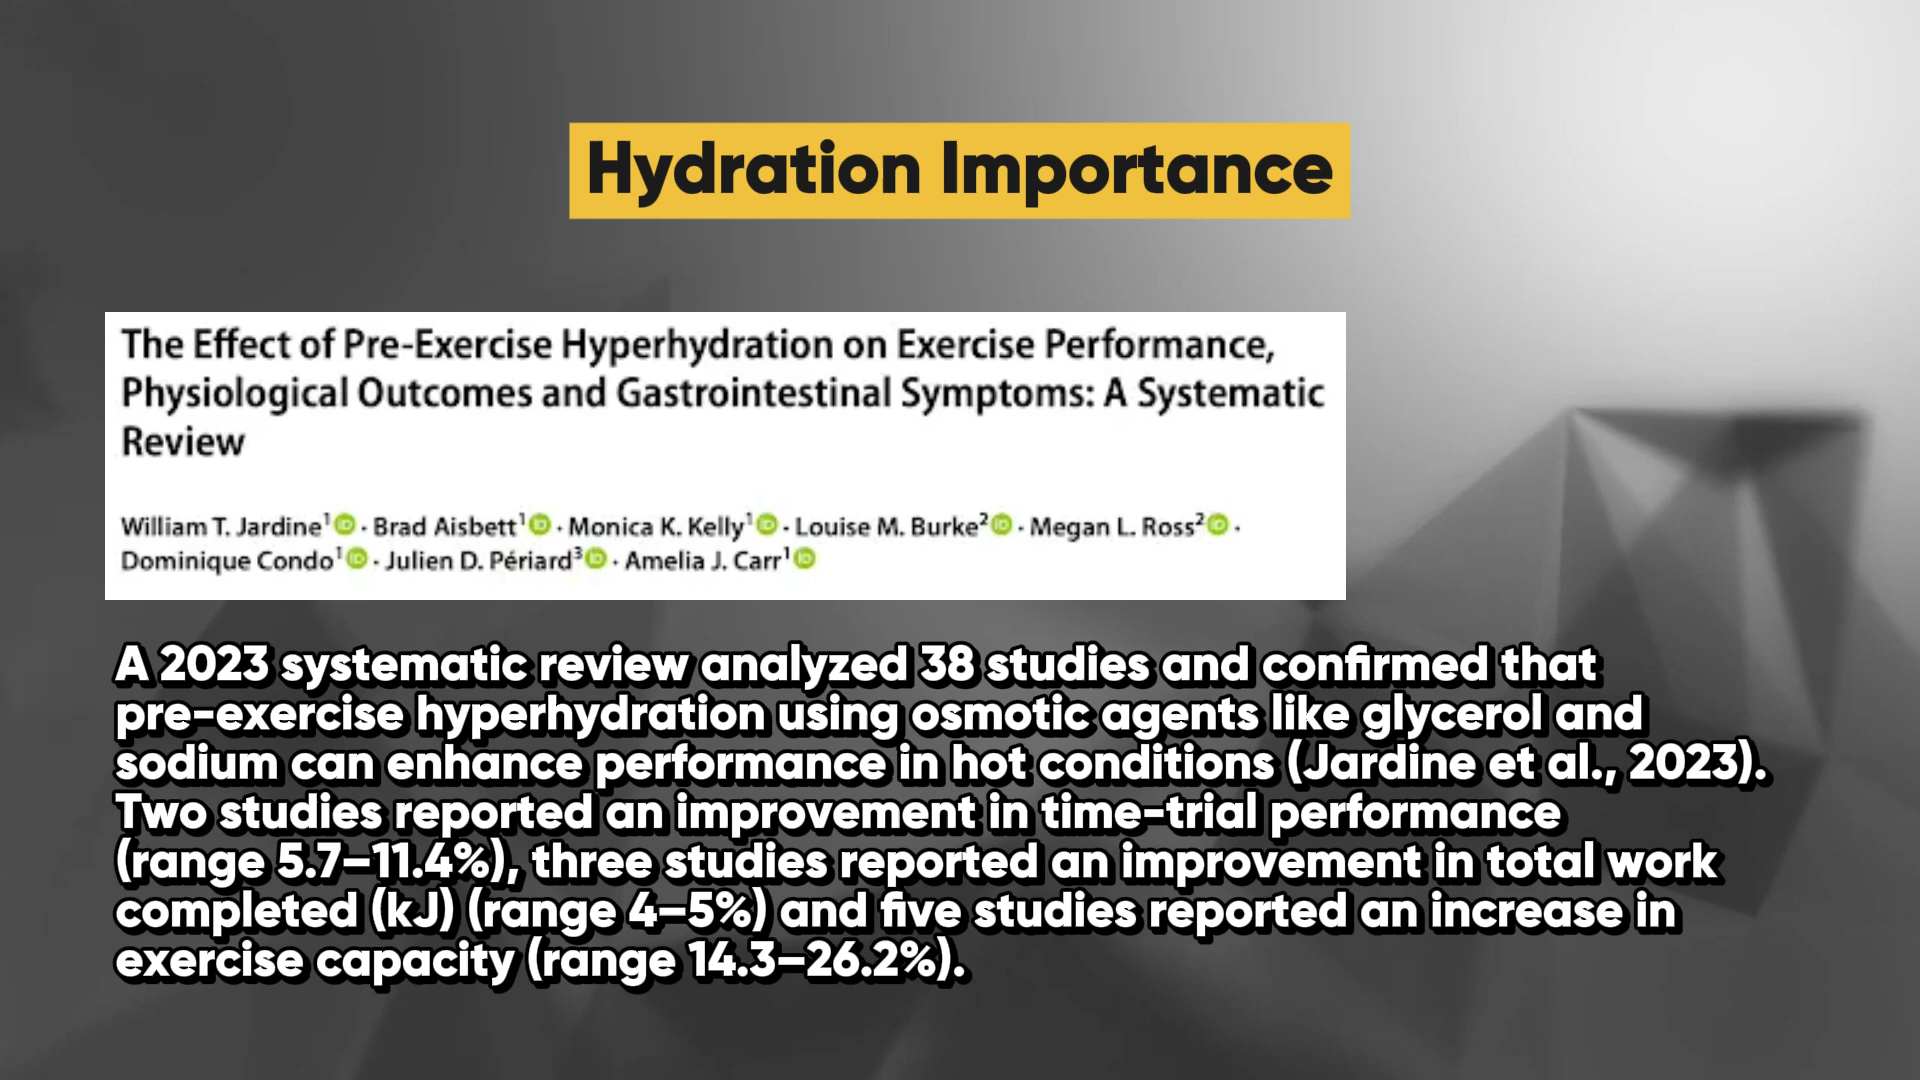 Hydration Importance
The Effect of Pre-Exercise Hyperhydration on Exercise Performance,
Physiological Outcomes and Gastrointestinal Symptoms: A Systematic
Review
William T. Jardine¹ · Brad Aisbett¹ · Monica K. Kelly¹ · Louise M. Burke² · Megan L. Ross² ·
Dominique Condo¹ · Julien D. Périard³ · Amelia J. Carr¹
A 2023 systematic review analyzed 38 studies and confirmed that
pre-exercise hyperhydration using osmotic agents like glycerol and
sodium can enhance performance in hot conditions (Jardine et al., 2023).
Two studies reported an improvement in time-trial performance
(range 5.7–11.4%), three studies reported an improvement in total work
completed (kJ) (range 4–5%) and five studies reported an increase in
exercise capacity (range 14.3–26.2%).